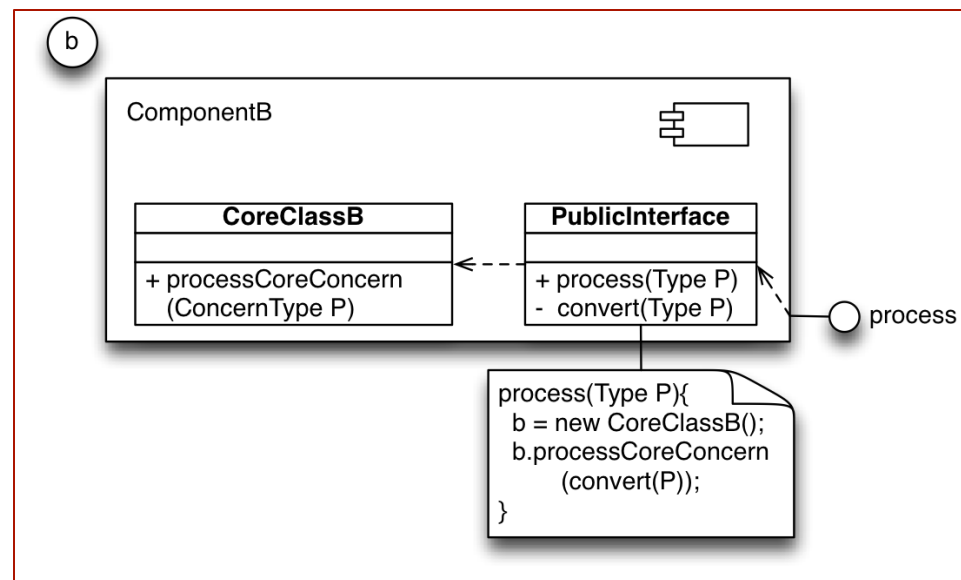 b
ComponentB
CoreClassB
+ processCoreConcern
(ConcernType P)
PublicInterface
+ process(Type P)
- convert(Type P)
process
process(Type P){
b = new CoreClassB();
b.processCoreConcern
(convert(P));
}